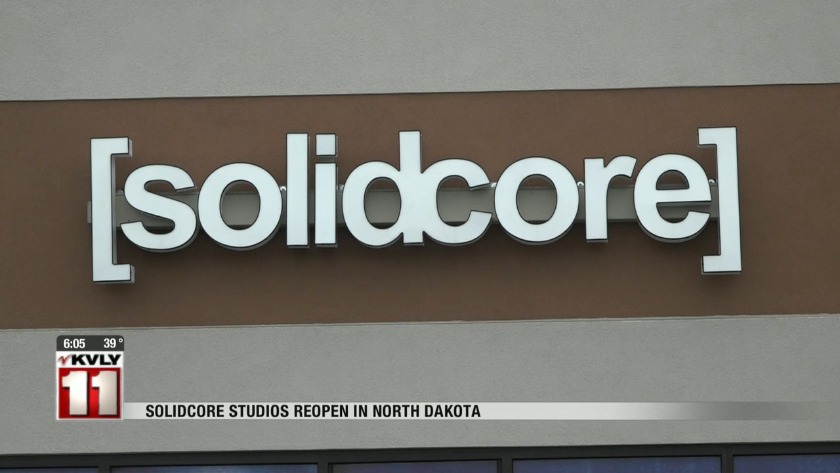 [solidcore]
6:05 39°
KVLY
11
SOLIDCORE STUDIOS REOPEN IN NORTH DAKOTA